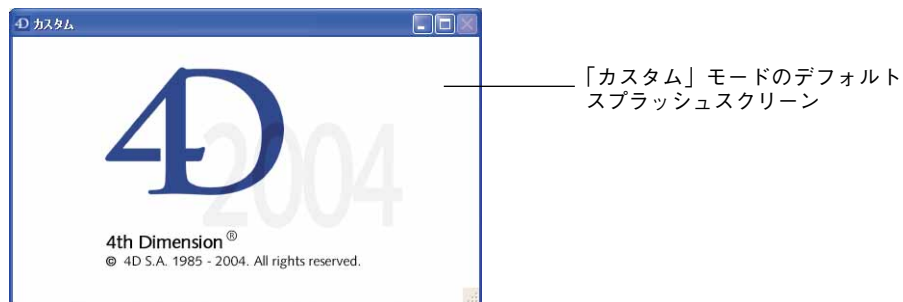 4D カスタム
4D
2004
4th Dimension ®
© 4D S.A. 1985 - 2004. All rights reserved.
「カスタム」モードのデフォルト
スプラッシュスクリーン